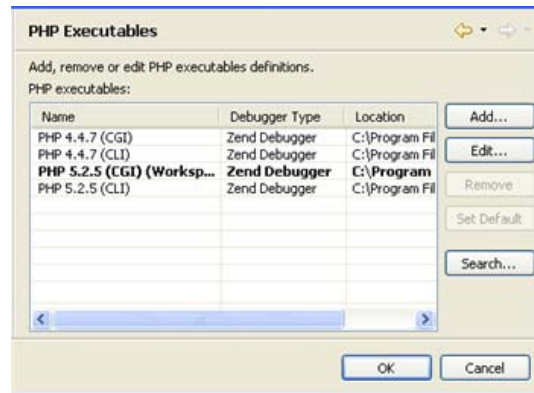 PHP Executables
Add, remove or edit PHP executables definitions.
PHP executables:
Name Debugger Type Location
PHP 4.4.7 (CGI) Zend Debugger C:\Program Fil
PHP 4.4.7 (CLI) Zend Debugger C:\Program Fil
PHP 5.2.5 (CGI) (Worksp... Zend Debugger C:\Program
PHP 5.2.5 (CLI) Zend Debugger C:\Program Fil
Add...
Edit...
Remove
Set Default
Search...
OK Cancel